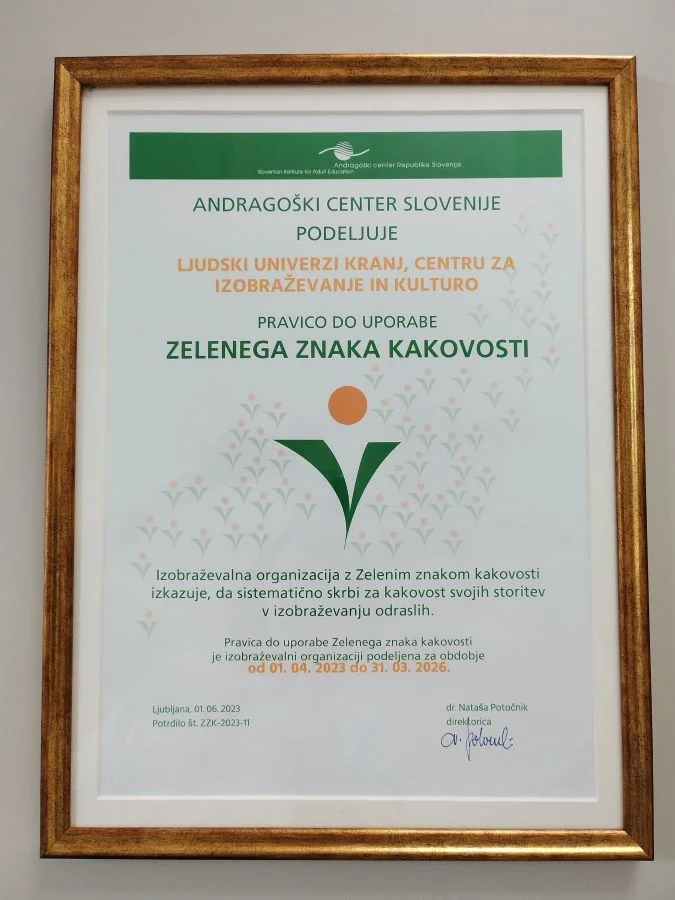 Andragoški center Republike Slovenije
Slovenian Institute for Adult Education
ANDRAGOŠKI CENTER SLOVENIJE
PODELJUJE
LJUDSKI UNIVERZI KRANJ, CENTRU ZA
IZOBRAŽEVANJE IN KULTURO
PRAVICO DO UPORABE
ZELENEGA ZNAKA KAKOVOSTI
Izobraževalna organizacija z Zelenim znakom kakovosti
izkazuje, da sistematično skrbi za kakovost svojih storitev
v izobraževanju odraslih.
Pravica do uporabe Zelenega znaka kakovosti
je izobraževalni organizaciji podeljena za obdobje
od 01. 04. 2023 do 31. 03. 2026.
Ljubljana, 01. 06. 2023
Potrdilo št. ZZK-2023-11
dr. Nataša Potočnik
direktorica